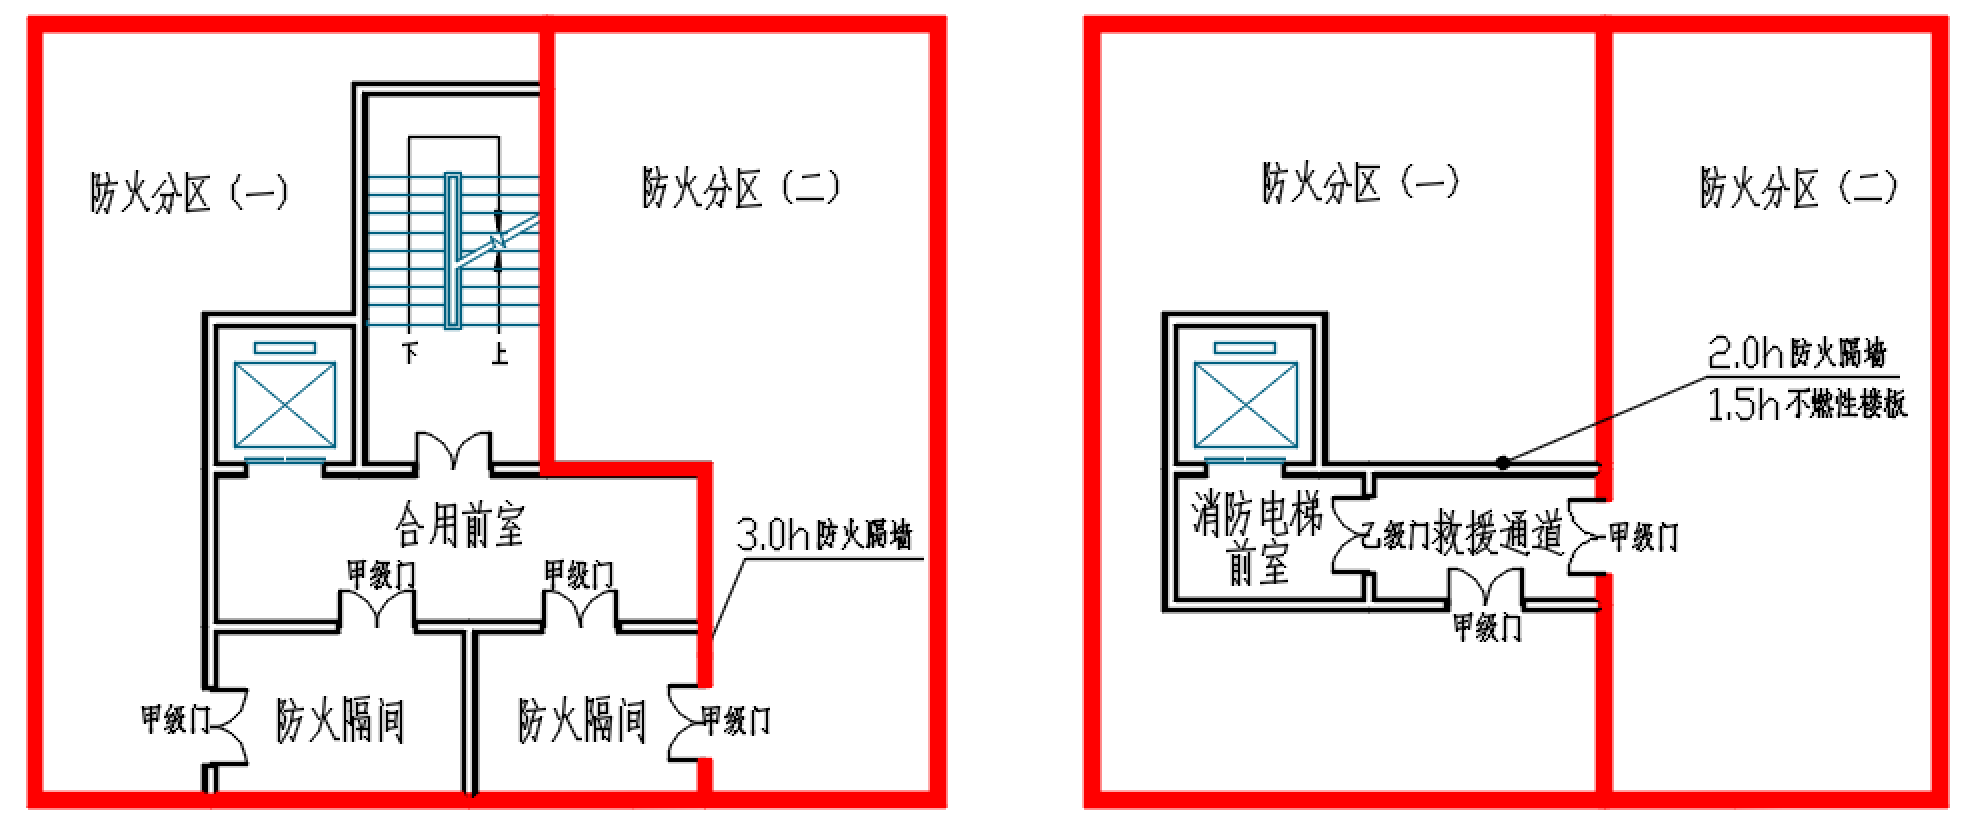 防火分区（一）
防火分区（二）
下
上
合用前室
3.0h防火隔墙
甲级门
甲级门
甲级门
防火隔间
防火隔间
甲级门
防火分区（一）
防火分区（二）
2.0h防火隔墙
1.5h不燃性楼板
消防电梯
前室
乙级门
救援通道
甲级门
甲级门